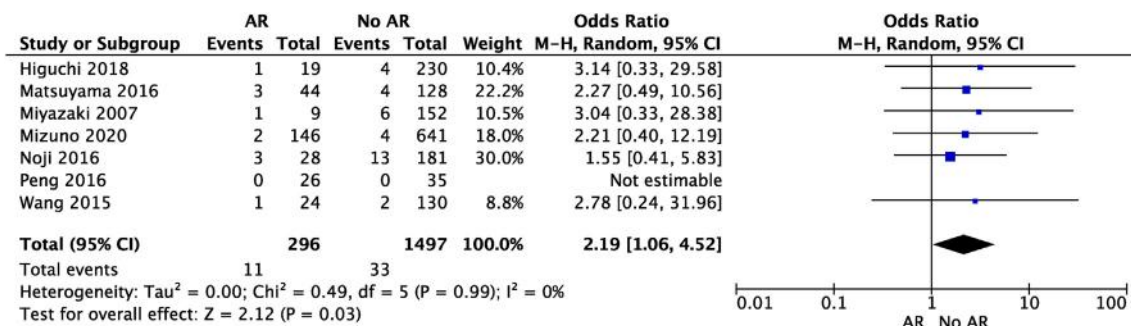 AR No AR Odds Ratio Odds Ratio
Study or Subgroup Events Total Events Total Weight M-H, Random, 95% CI M-H, Random, 95% CI
Higuchi 2018 1 19 4 230 10.4% 3.14 [0.33, 29.58]
Matsuyama 2016 3 44 4 128 22.2% 2.27 [0.49, 10.56]
Miyazaki 2007 1 9 6 152 10.5% 3.04 [0.33, 28.38]
Mizuno 2020 2 146 4 641 18.0% 2.21 [0.40, 12.19]
Noji 2016 3 28 13 181 30.0% 1.55 [0.41, 5.83]
Peng 2016 0 26 0 35 Not estimable
Wang 2015 1 24 2 130 8.8% 2.78 [0.24, 31.96]
Total (95% CI) 296 1497 100.0% 2.19 [1.06, 4.52]
Total events 11 33
Heterogeneity: Tau² = 0.00; Chi² = 0.49, df = 5 (P = 0.99); I² = 0%
Test for overall effect: Z = 2.12 (P = 0.03)
0.01 0.1 1 10 100
AR No AR